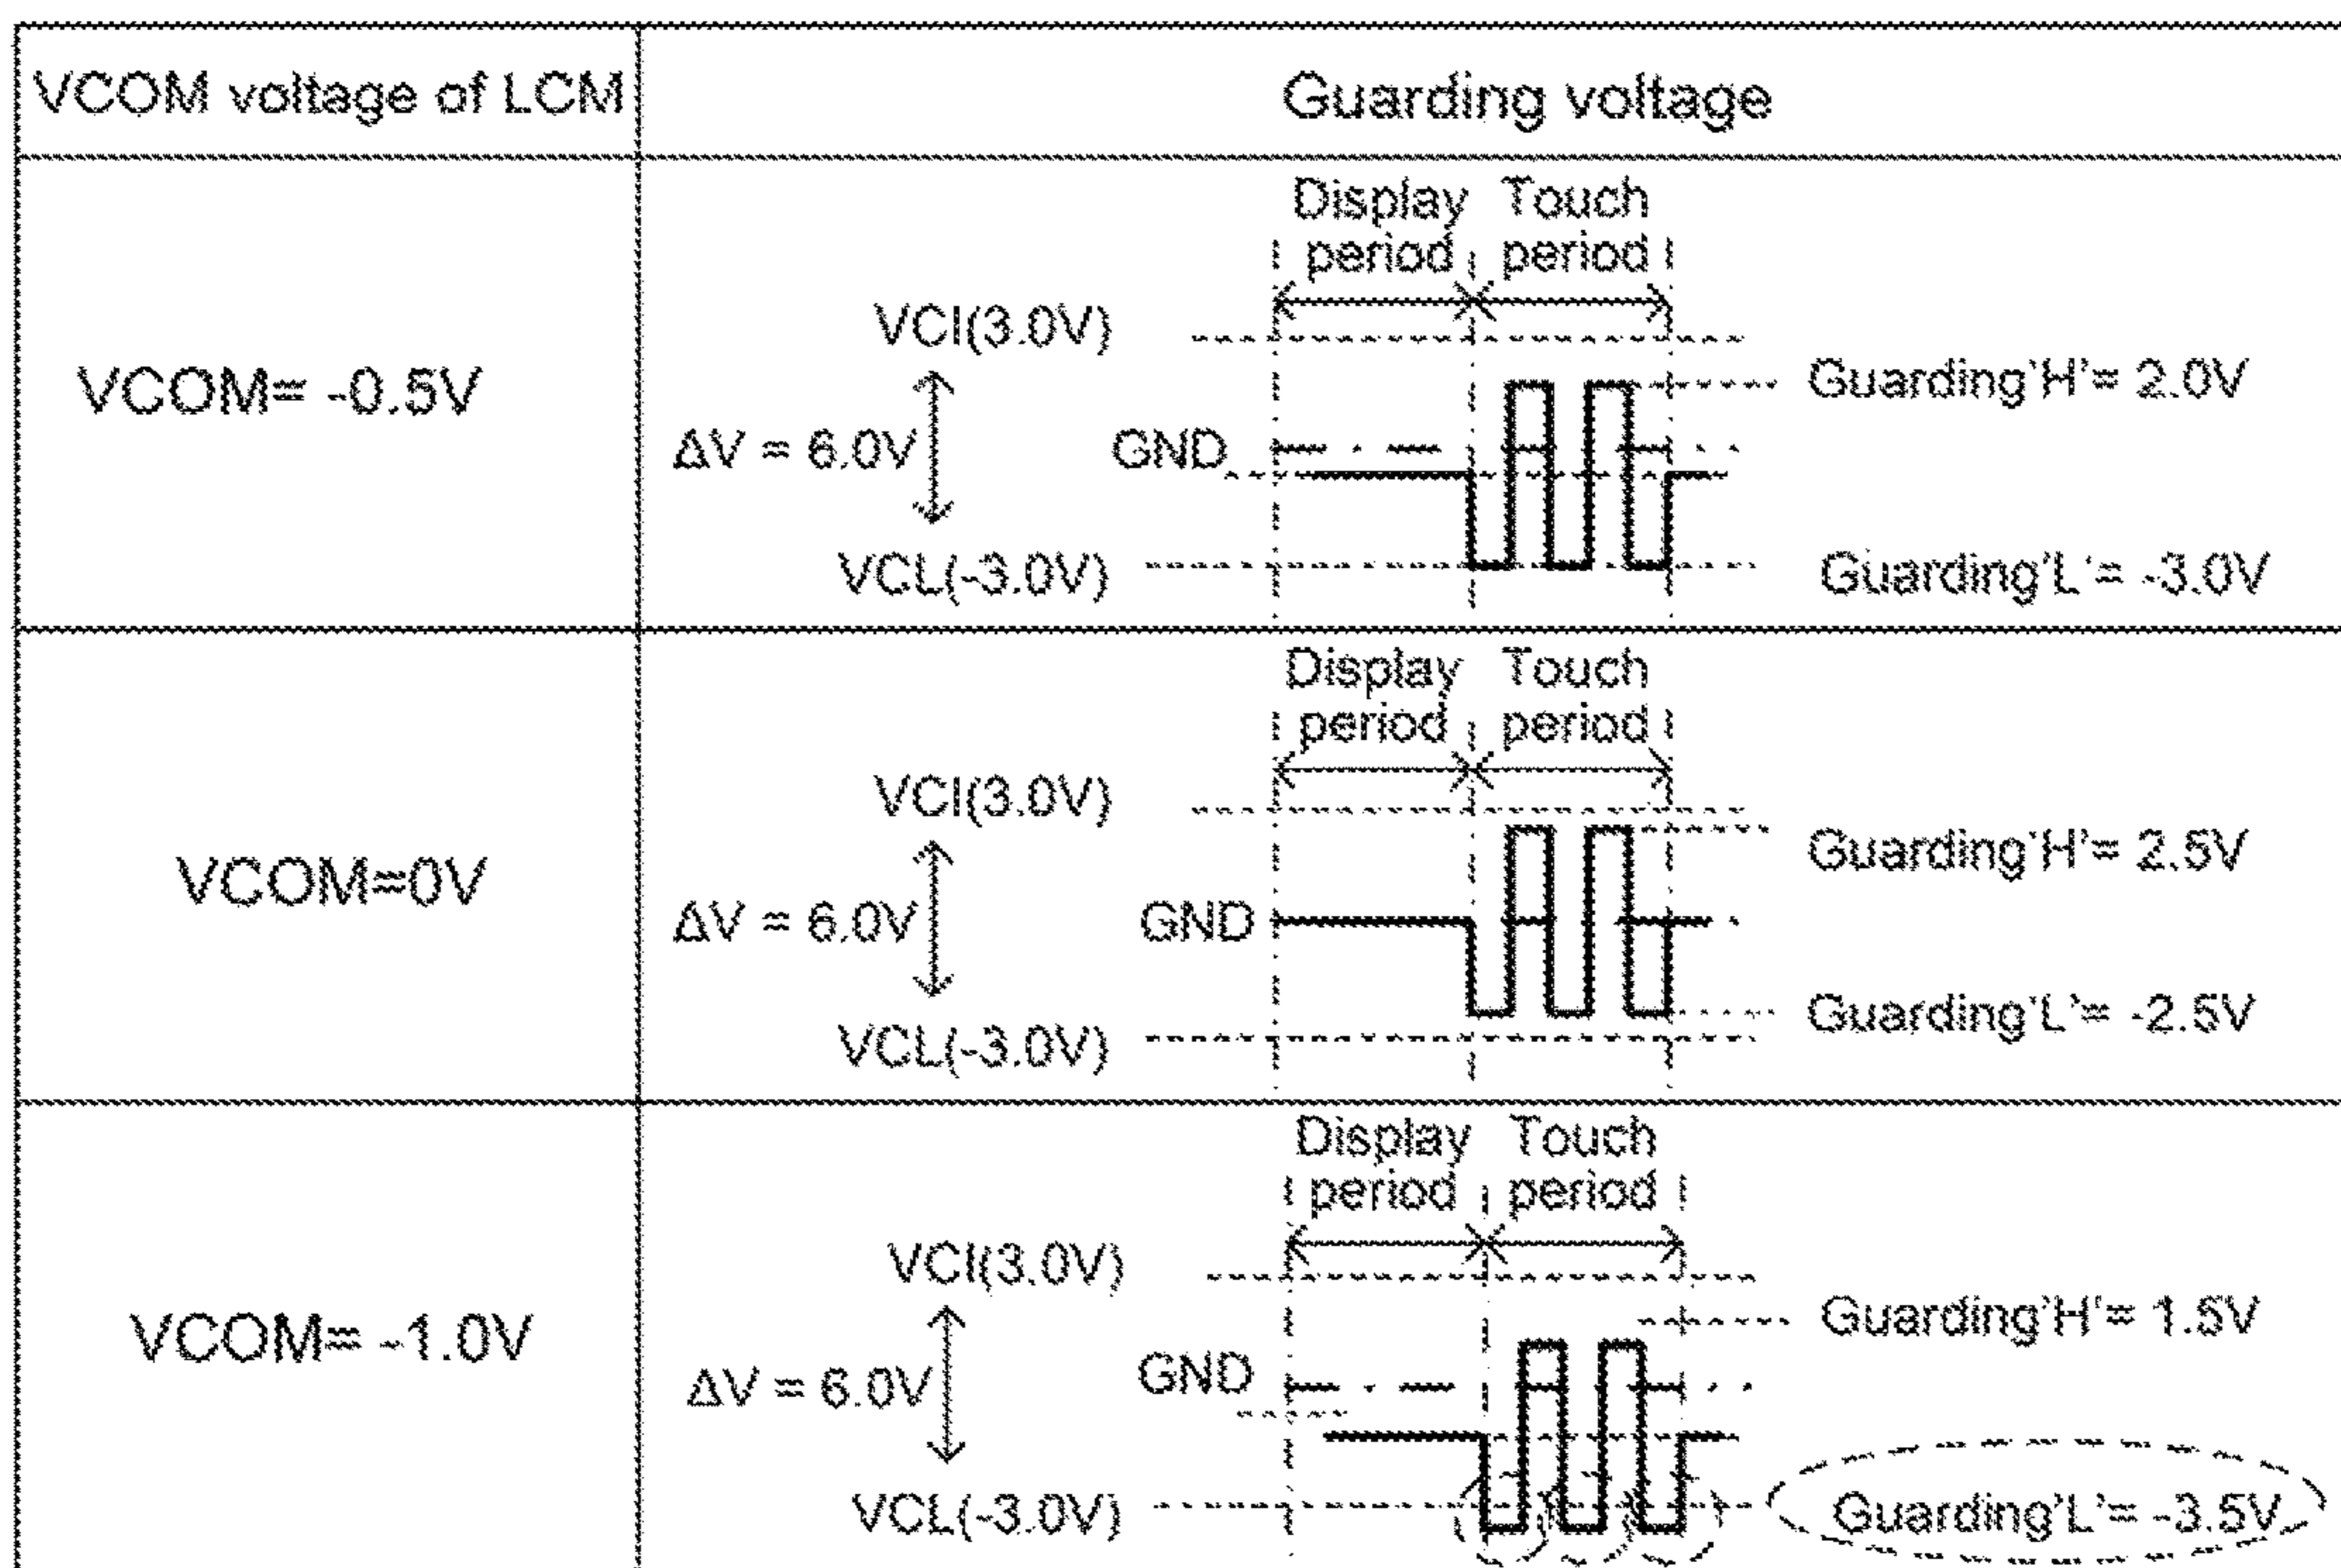 VCOM voltage of LCM
Guarding voltage
VCOM= -0.5V
Display period
Touch period
VCI(3.0V)
ΔV = 6.0V
GND
VCL(-3.0V)
Guarding'H'= 2.0V
Guarding'L'= -3.0V
VCOM=0V
Display period
Touch period
VCI(3.0V)
ΔV = 6.0V
GND
VCL(-3.0V)
Guarding'H'= 2.5V
Guarding'L'= -2.5V
VCOM= -1.0V
Display period
Touch period
VCI(3.0V)
ΔV = 6.0V
GND
VCL(-3.0V)
Guarding'H'= 1.5V
Guarding'L'= -3.5V